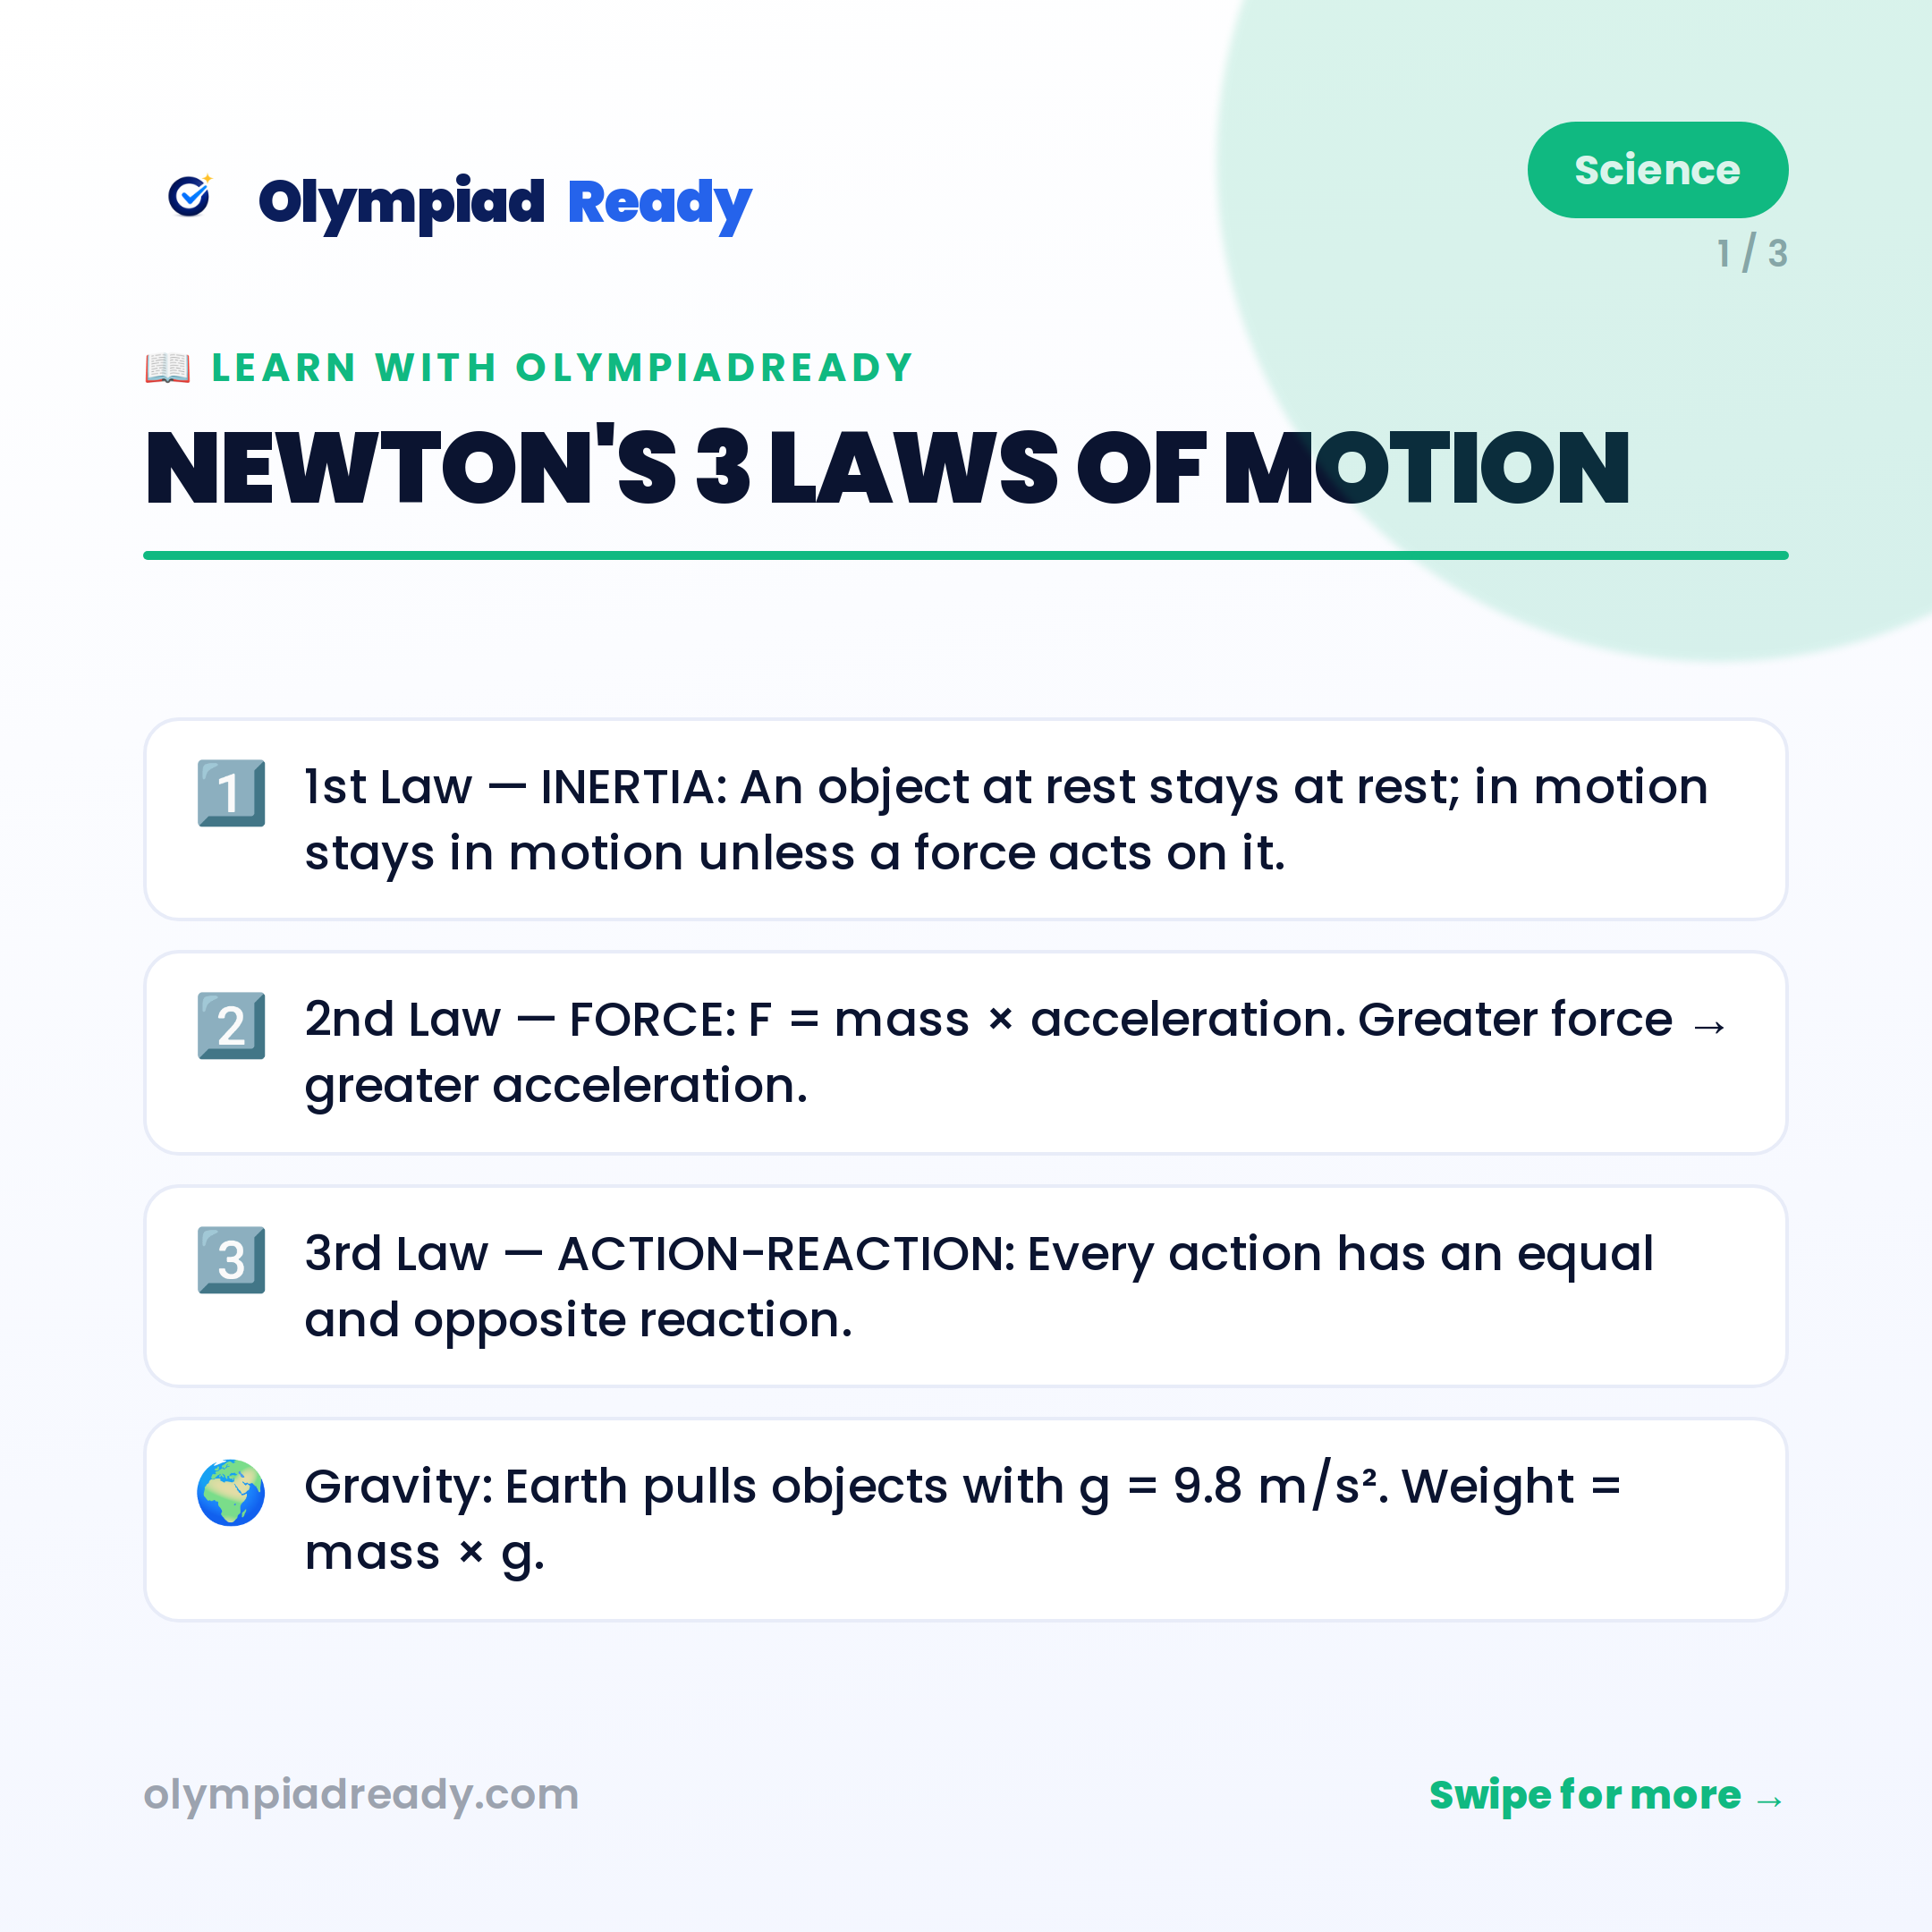 Olympiad Ready
Science
1 / 3
📖 LEARN WITH OLYMPIADREADY
NEWTON'S 3 LAWS OF MOTION
1️⃣ 1st Law — INERTIA: An object at rest stays at rest; in motion
stays in motion unless a force acts on it.
2️⃣ 2nd Law — FORCE: F = mass × acceleration. Greater force →
greater acceleration.
3️⃣ 3rd Law — ACTION-REACTION: Every action has an equal
and opposite reaction.
🌍 Gravity: Earth pulls objects with g = 9.8 m/s². Weight =
mass × g.
olympiadready.com
Swipe for more →